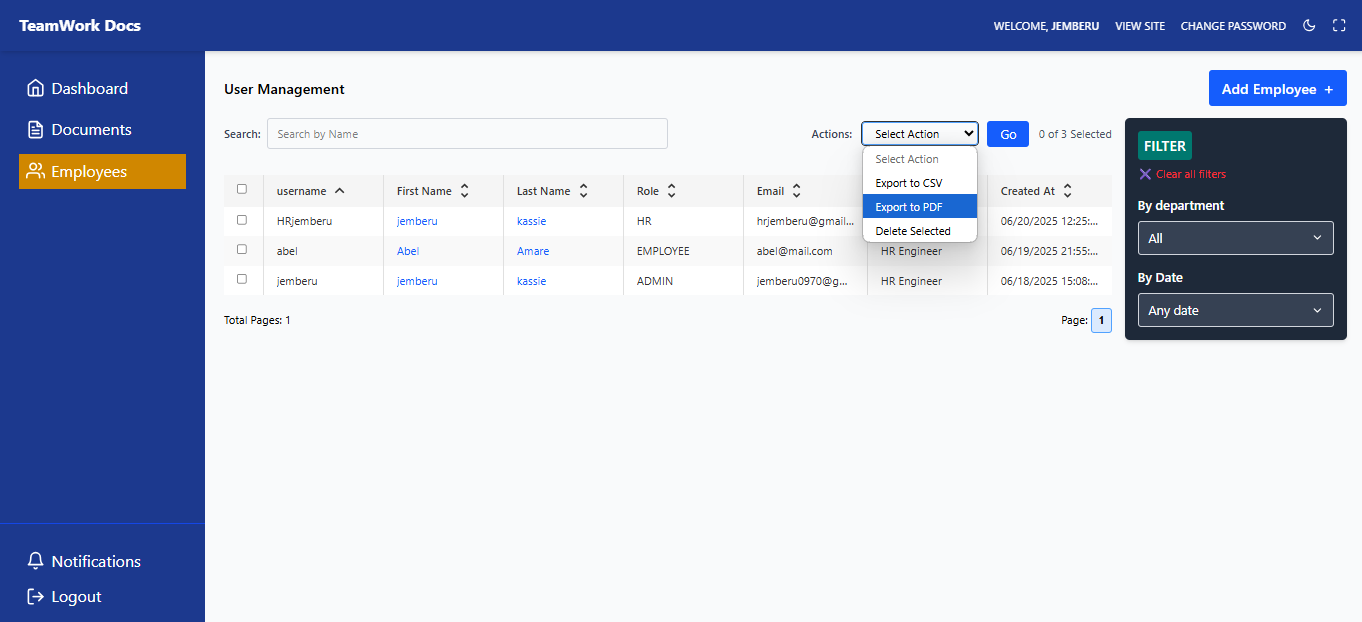 TeamWork Docs
WELCOME, JEMBERU VIEW SITE CHANGE PASSWORD
Dashboard
Documents
Employees
Notifications
Logout
User Management
Add Employee +
Search: Search by Name
Actions: Select Action Go 0 of 3 Selected
Select Action
Export to CSV
Export to PDF
Delete Selected
username First Name Last Name Role Email Created At
HRjemberu jemberu kassie HR hrjemberu@gmail... 06/20/2025 12:25:...
abel Abel Amare EMPLOYEE abel@mail.com HR Engineer 06/19/2025 21:55:...
jemberu jemberu kassie ADMIN jemberu0970@g... HR Engineer 06/18/2025 15:08:...
Total Pages: 1
Page: 1
FILTER
Clear all filters
By department
All
By Date
Any date